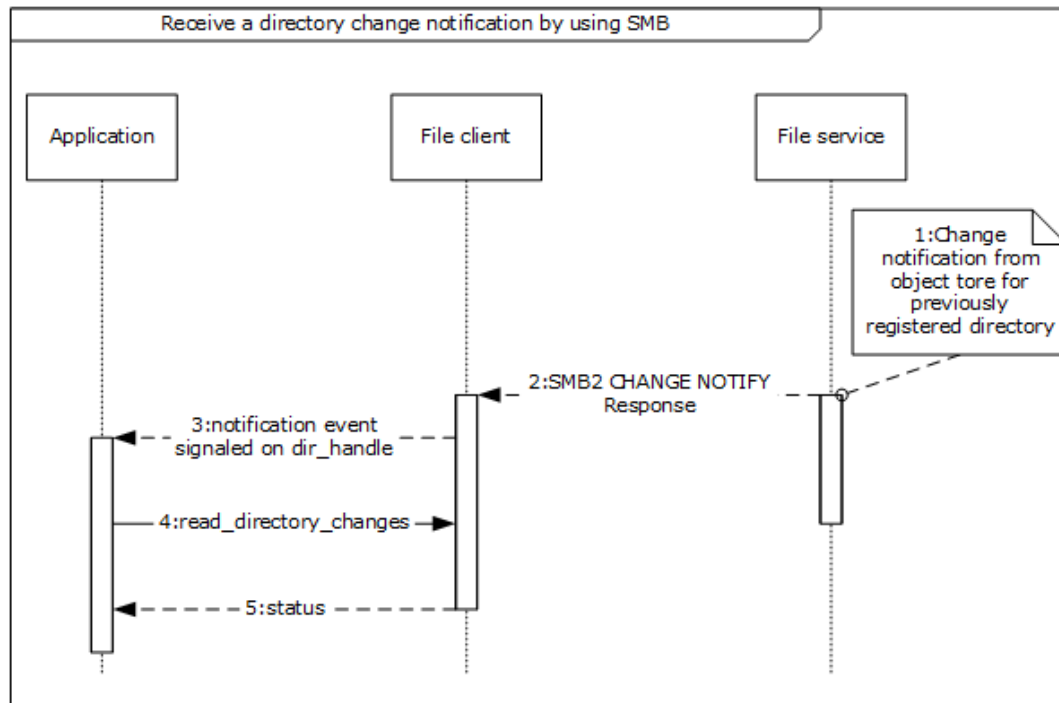 Receive a directory change notification by using SMB
Application
File client
File service
1:Change
notification from
object tore for
previously
registered directory
2:SMB2 CHANGE NOTIFY
Response
3:notification event
signaled on dir_handle
4:read_directory_changes
5:status